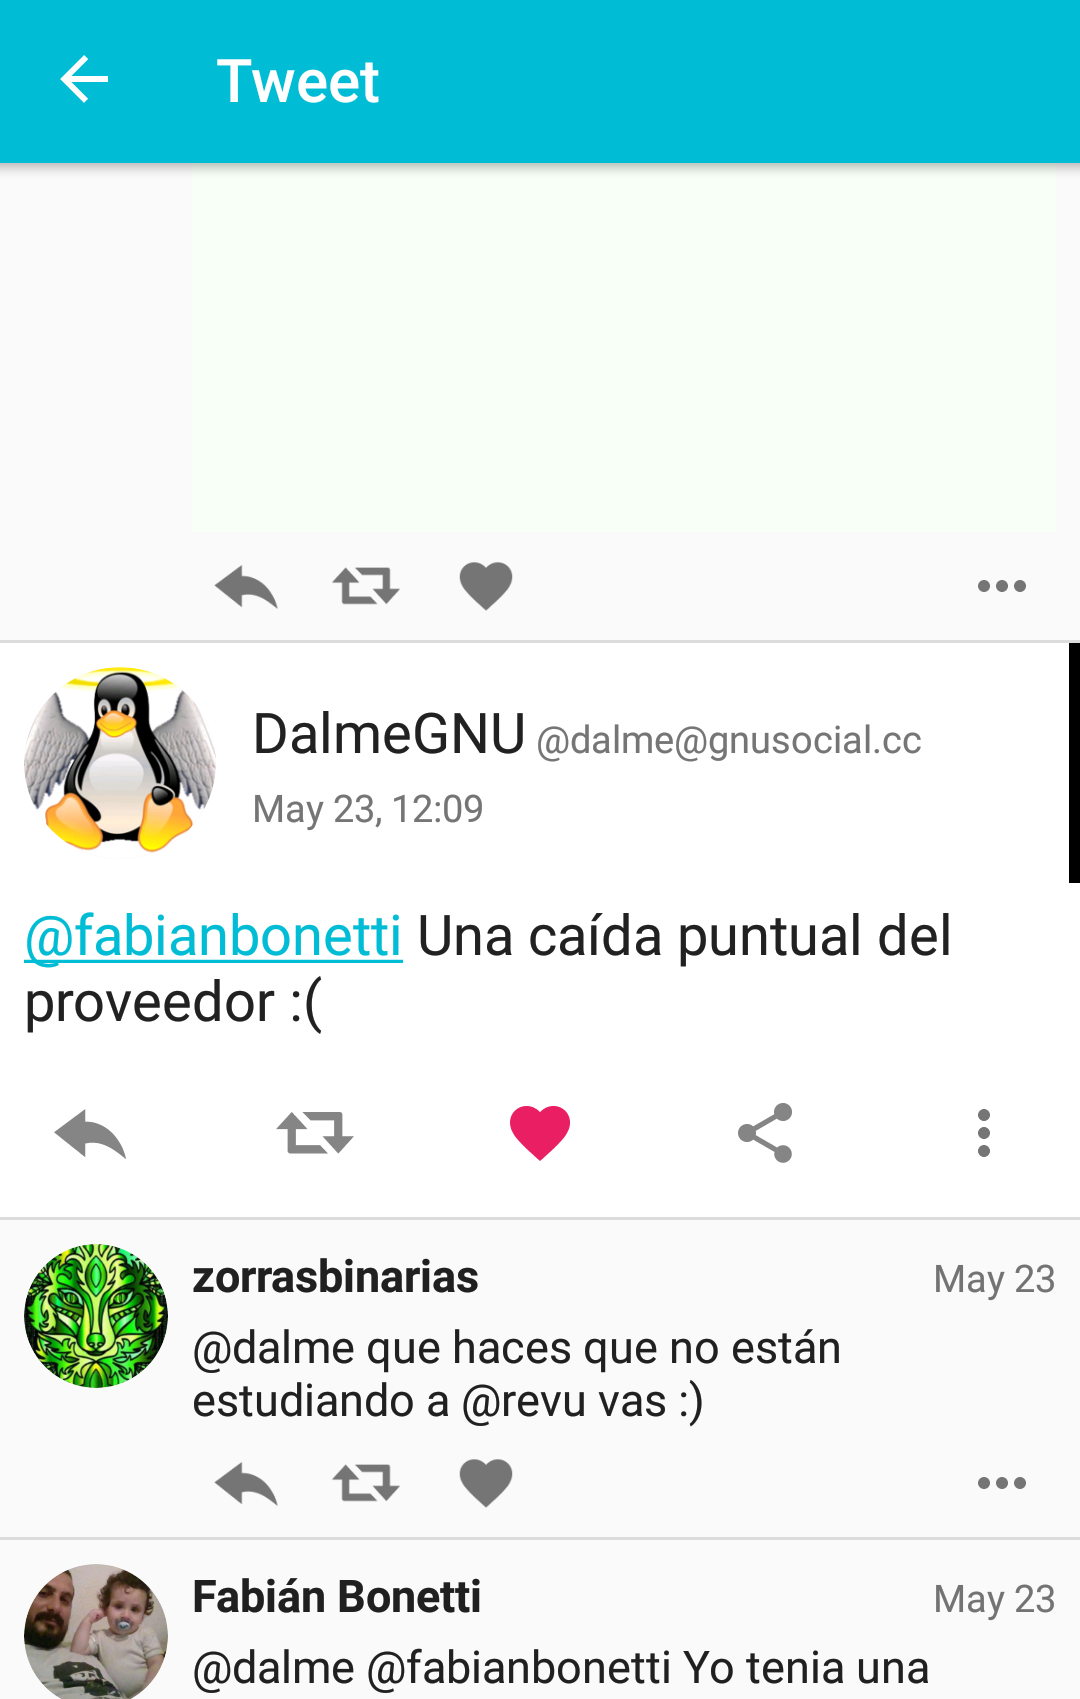 Tweet
DalmeGNU @dalme@gnusocial.cc
May 23, 12:09
@fabianbonetti Una caída puntual del
proveedor :(
zorrasbinarias May 23
@dalme que haces que no están
estudiando a @revu vas :)
Fabián Bonetti May 23
@dalme @fabianbonetti Yo tenia una